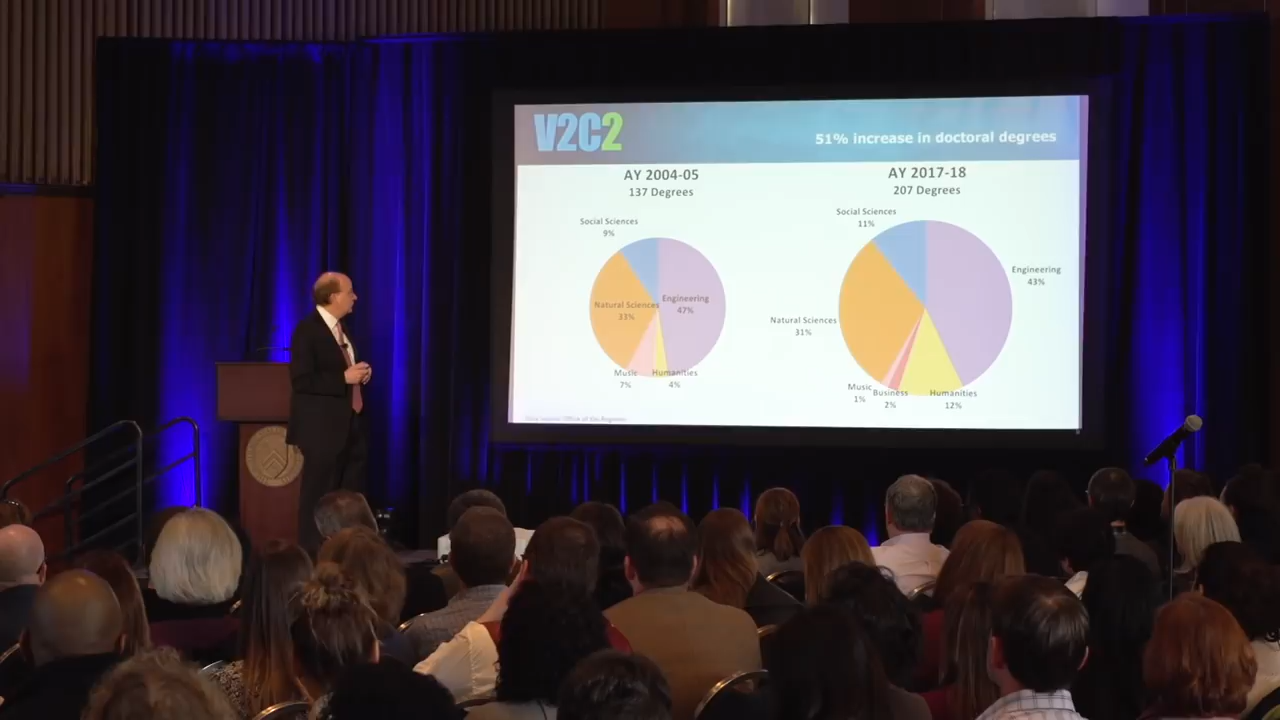 V2C2
51% increase in doctoral degrees
AY 2004-05
137 Degrees
Social Sciences
9%
Natural Sciences
33%
Engineering
47%
Music
7%
Humanities
4%
AY 2017-18
207 Degrees
Social Sciences
11%
Engineering
43%
Natural Sciences
31%
Music
1%
Business
2%
Humanities
12%